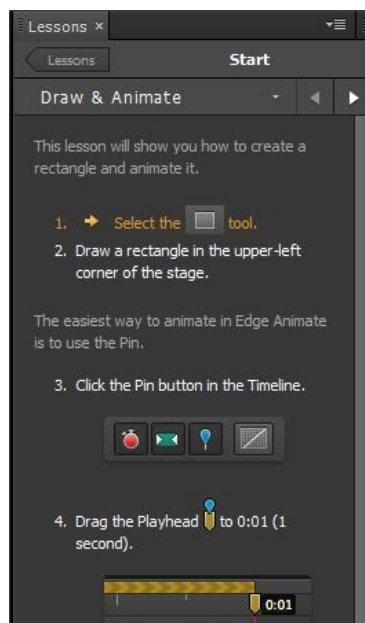 Lessons ×
Lessons
Start
Draw & Animate
This lesson will show you how to create a
rectangle and animate it.
1. Select the tool.
2. Draw a rectangle in the upper-left
corner of the stage.
The easiest way to animate in Edge Animate
is to use the Pin.
3. Click the Pin button in the Timeline.
4. Drag the Playhead to 0:01 (1
second).
0:01